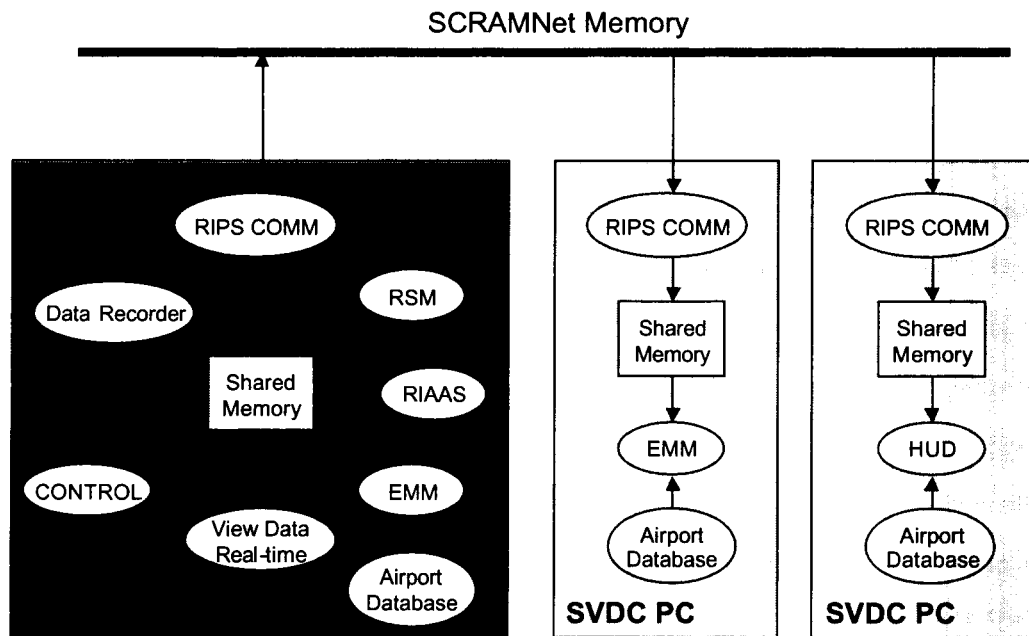 SCRAMNet Memory
RIPS COMM
Data Recorder
RSM
Shared
Memory
RIAAS
CONTROL
EMM
View Data
Real-time
Airport
Database
RIPS COMM
Shared
Memory
EMM
Airport
Database
SVDC PC
RIPS COMM
Shared
Memory
HUD
Airport
Database
SVDC PC